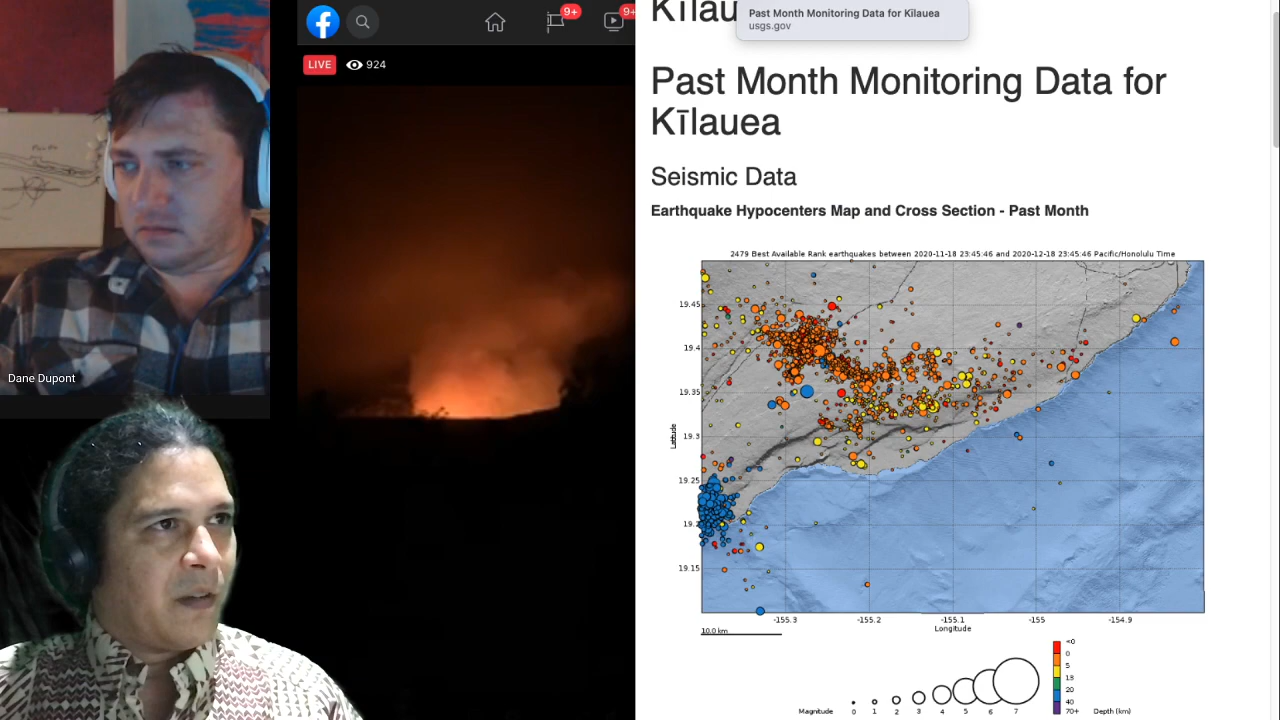 Dane Dupont
9+
9+
LIVE
924
Kīlau
Past Month Monitoring Data for Kīlauea
usgs.gov
Past Month Monitoring Data for
Kīlauea
Seismic Data
Earthquake Hypocenters Map and Cross Section - Past Month
2479 Best Available Rank earthquakes between 2020-11-18 23:45:46 and 2020-12-18 23:45:46 Pacific/Honolulu Time
Latitude
19.45
19.4
19.35
19.3
19.25
19.2
19.15
-155.3
-155.2
-155.1
-155
-154.9
Longitude
10.0 km
Magnitude
0
1
2
3
4
5
6
7
<0
0
5
13
20
40
70+
Depth (km)